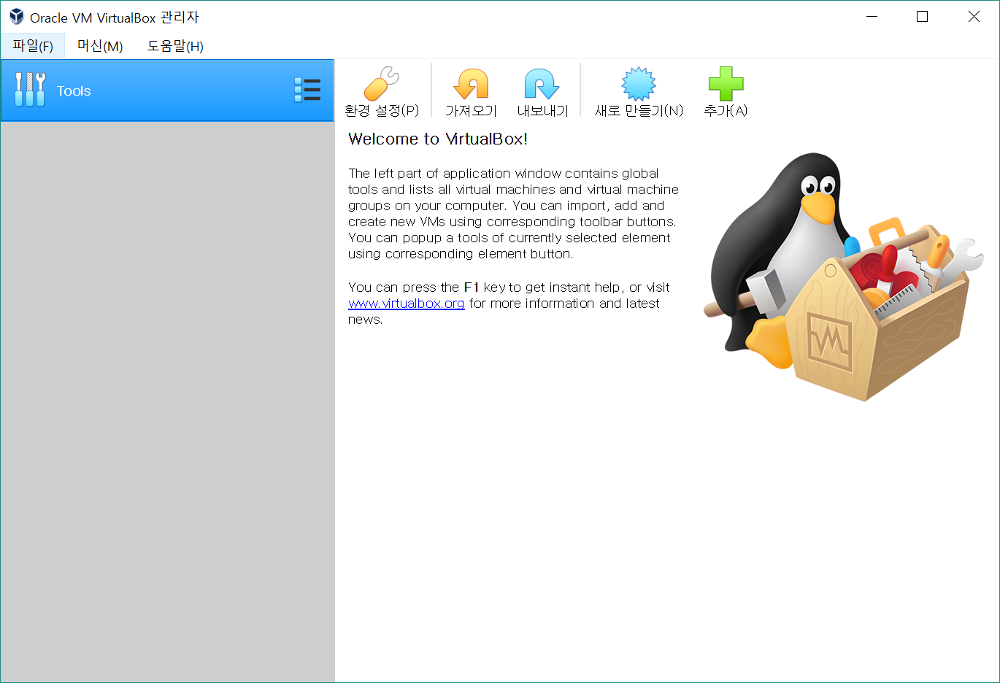 Oracle VM VirtualBox 관리자
파일(F) 머신(M) 도움말(H)
Tools
환경 설정(P) 가져오기 내보내기 새로 만들기(N) 추가(A)
Welcome to VirtualBox!
The left part of application window contains global
tools and lists all virtual machines and virtual machine
groups on your computer. You can import, add and
create new VMs using corresponding toolbar buttons.
You can popup a tools of currently selected element
using corresponding element button.
You can press the F1 key to get instant help, or visit
www.virtualbox.org for more information and latest
news.